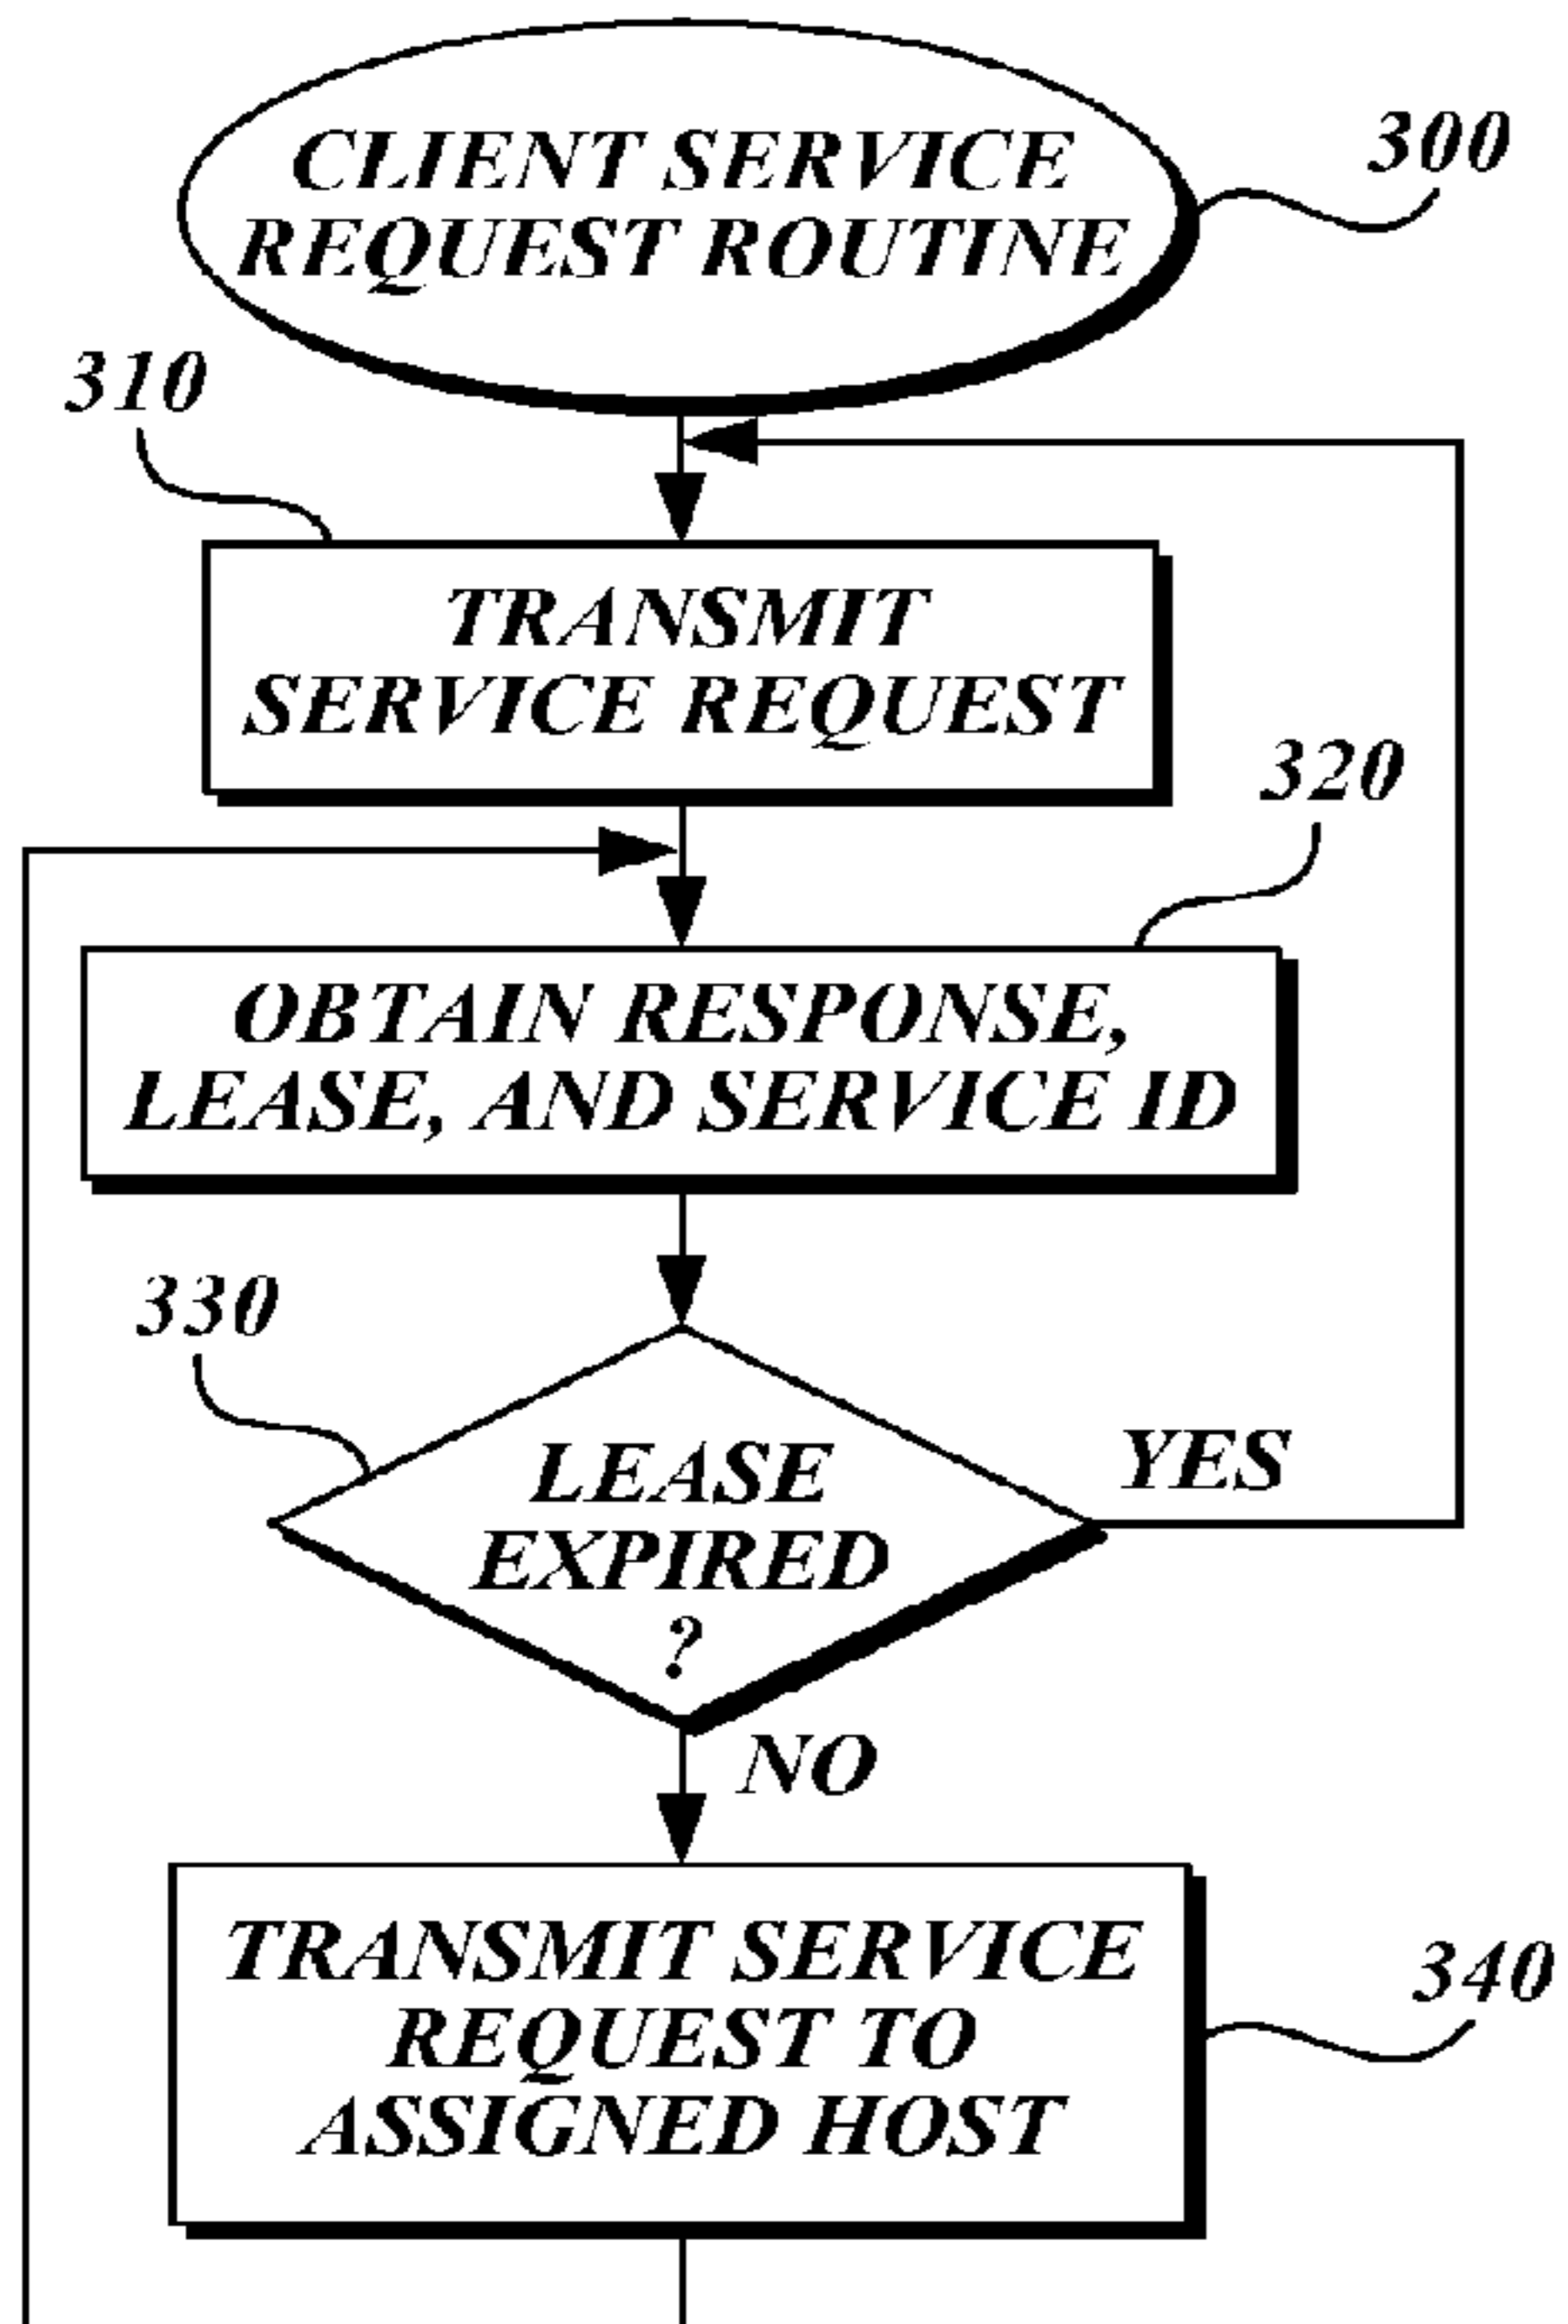 CLIENT SERVICE
REQUEST ROUTINE
300
310
TRANSMIT
SERVICE REQUEST
320
OBTAIN RESPONSE,
LEASE, AND SERVICE ID
330
LEASE
EXPIRED
?
YES
NO
TRANSMIT SERVICE
REQUEST TO
ASSIGNED HOST
340